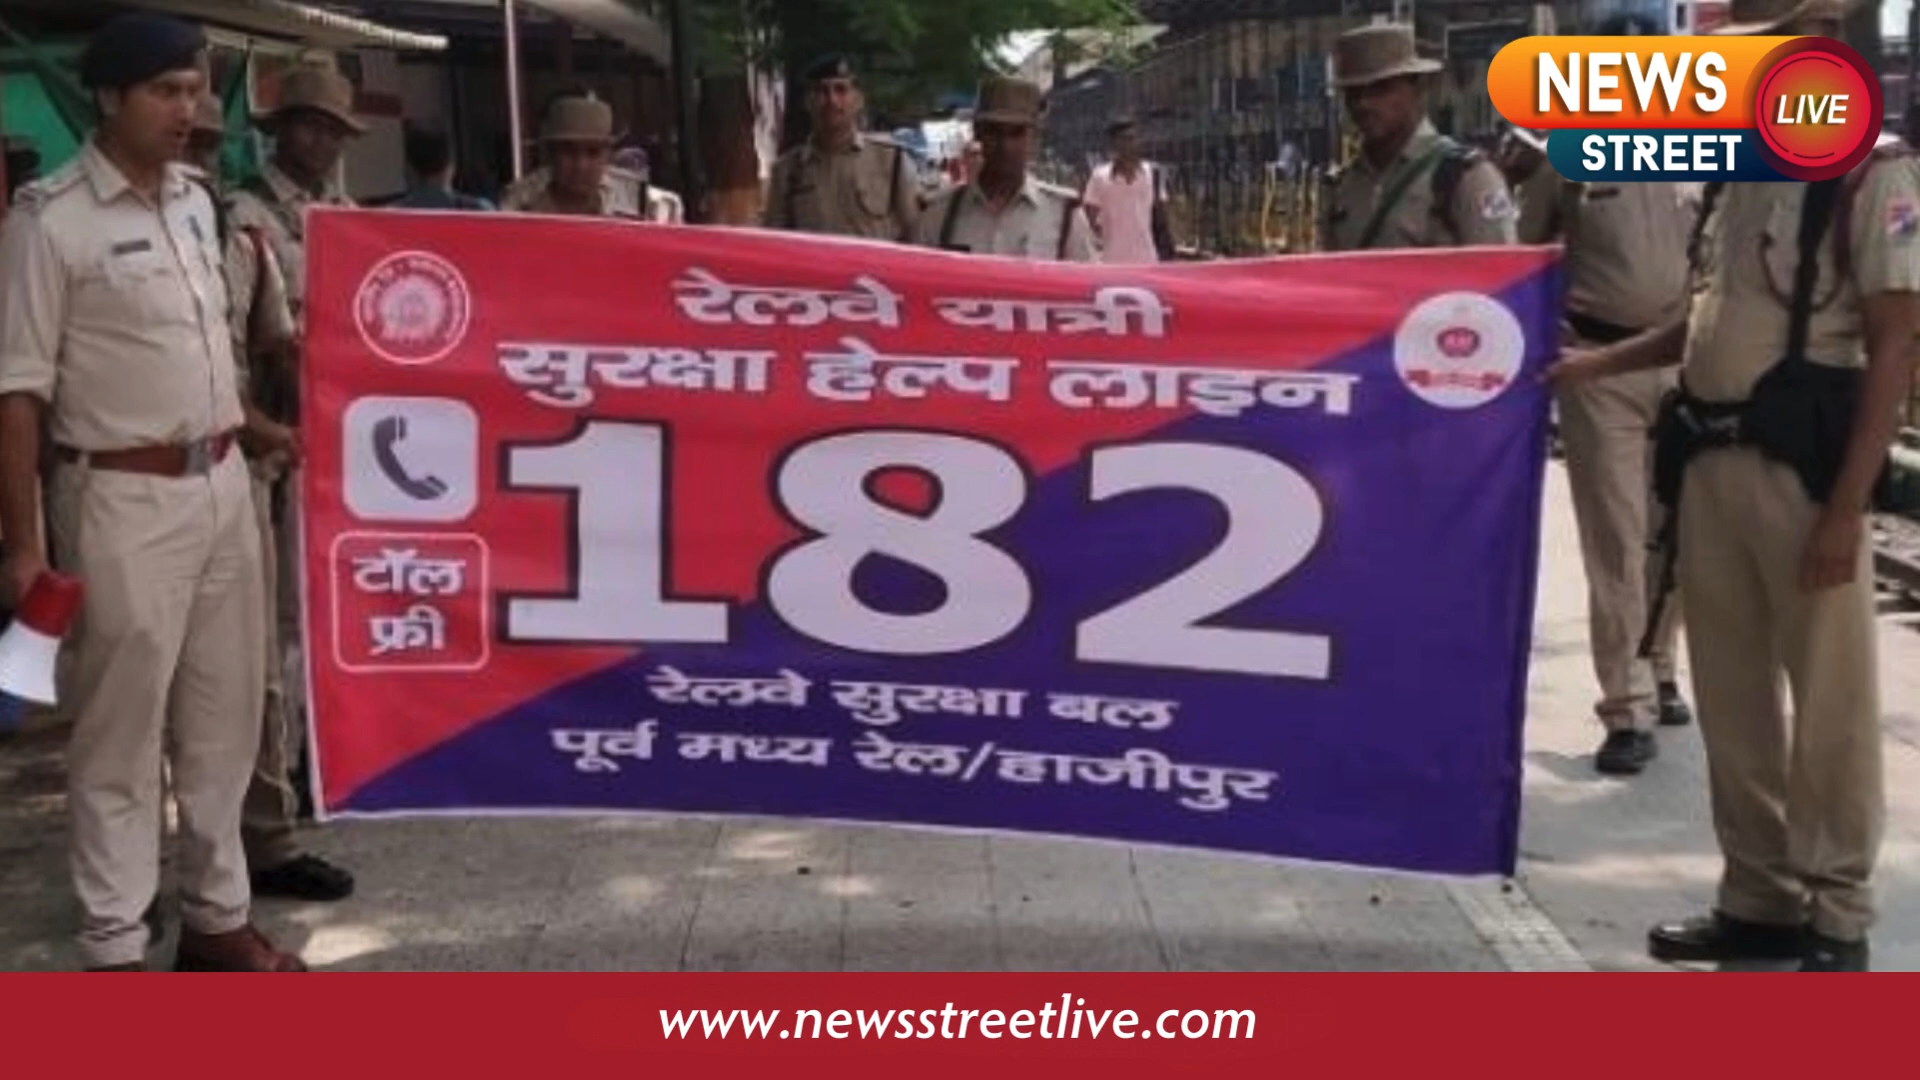 NEWS
STREET
LIVE
रेलवे यात्री
सुरक्षा हेल्प लाइन
182
टॉल
फ्री
रेलवे सुरक्षा बल
पूर्व मध्य रेल/हाजीपुर
www.newsstreetlive.com